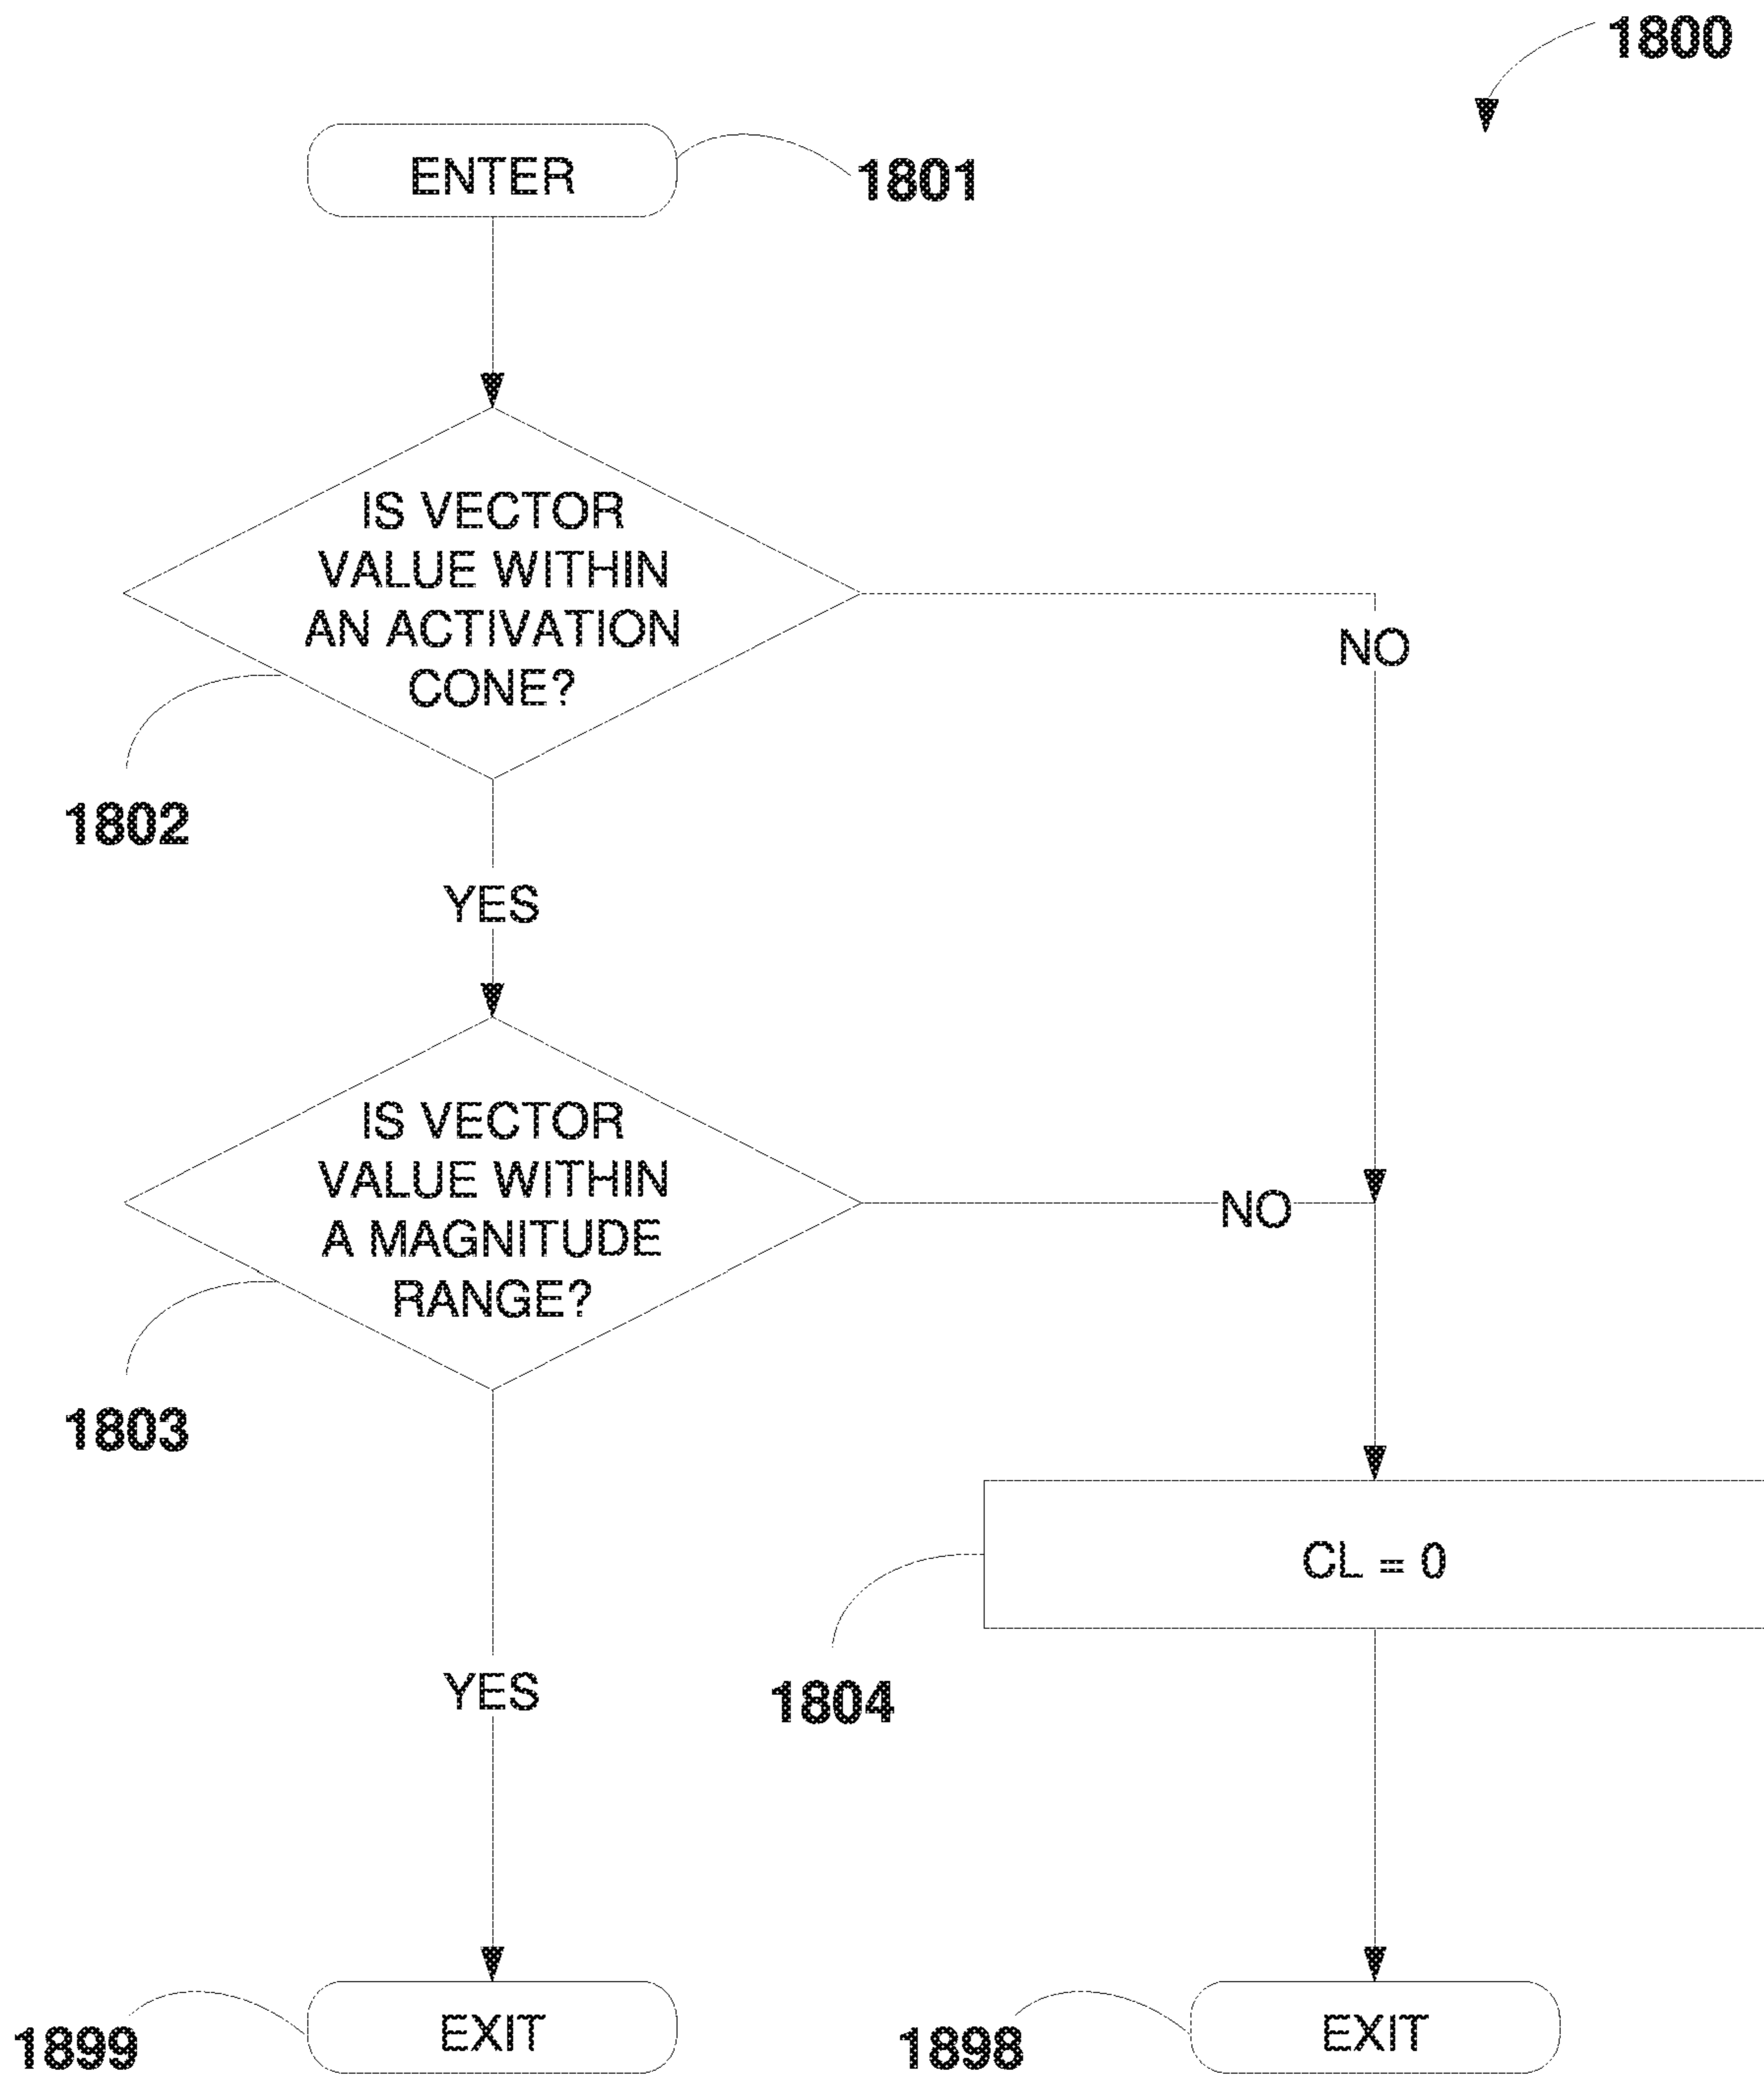 1800
ENTER
1801
IS VECTOR
VALUE WITHIN
AN ACTIVATION
CONE?
NO
1802
YES
IS VECTOR
VALUE WITHIN
A MAGNITUDE
RANGE?
NO
1803
CL = 0
YES
1804
EXIT
1899
EXIT
1898